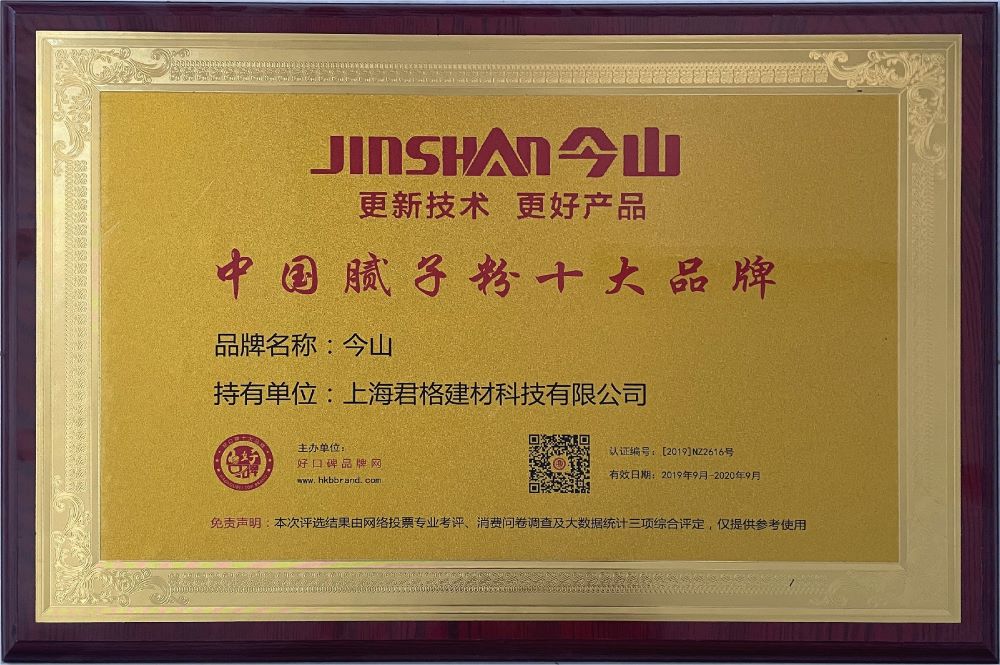 JINSHAN今山
更新技术 更好产品
中国腻子粉十大品牌
品牌名称：今山
持有单位：上海君格建材科技有限公司
主办单位：
好口碑品牌网
www.hkbbrand.com
认证编号：[2019]NZ2616号
有效日期：2019年9月-2020年9月
免责声明：本次评选结果由网络投票专业考评、消费问卷调查及大数据统计三项综合评定，仅提供参考使用